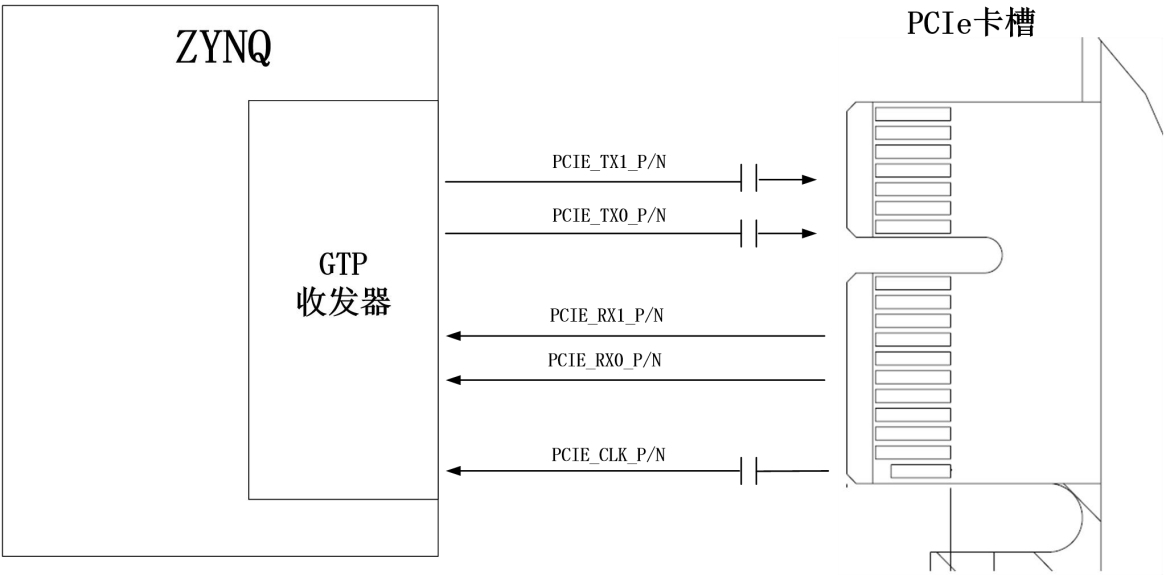 PCIe卡槽
ZYNQ
PCIE_TX1_P/N
PCIE_TX0_P/N
GTP
收发器
PCIE_RX1_P/N
PCIE_RX0_P/N
PCIE_CLK_P/N